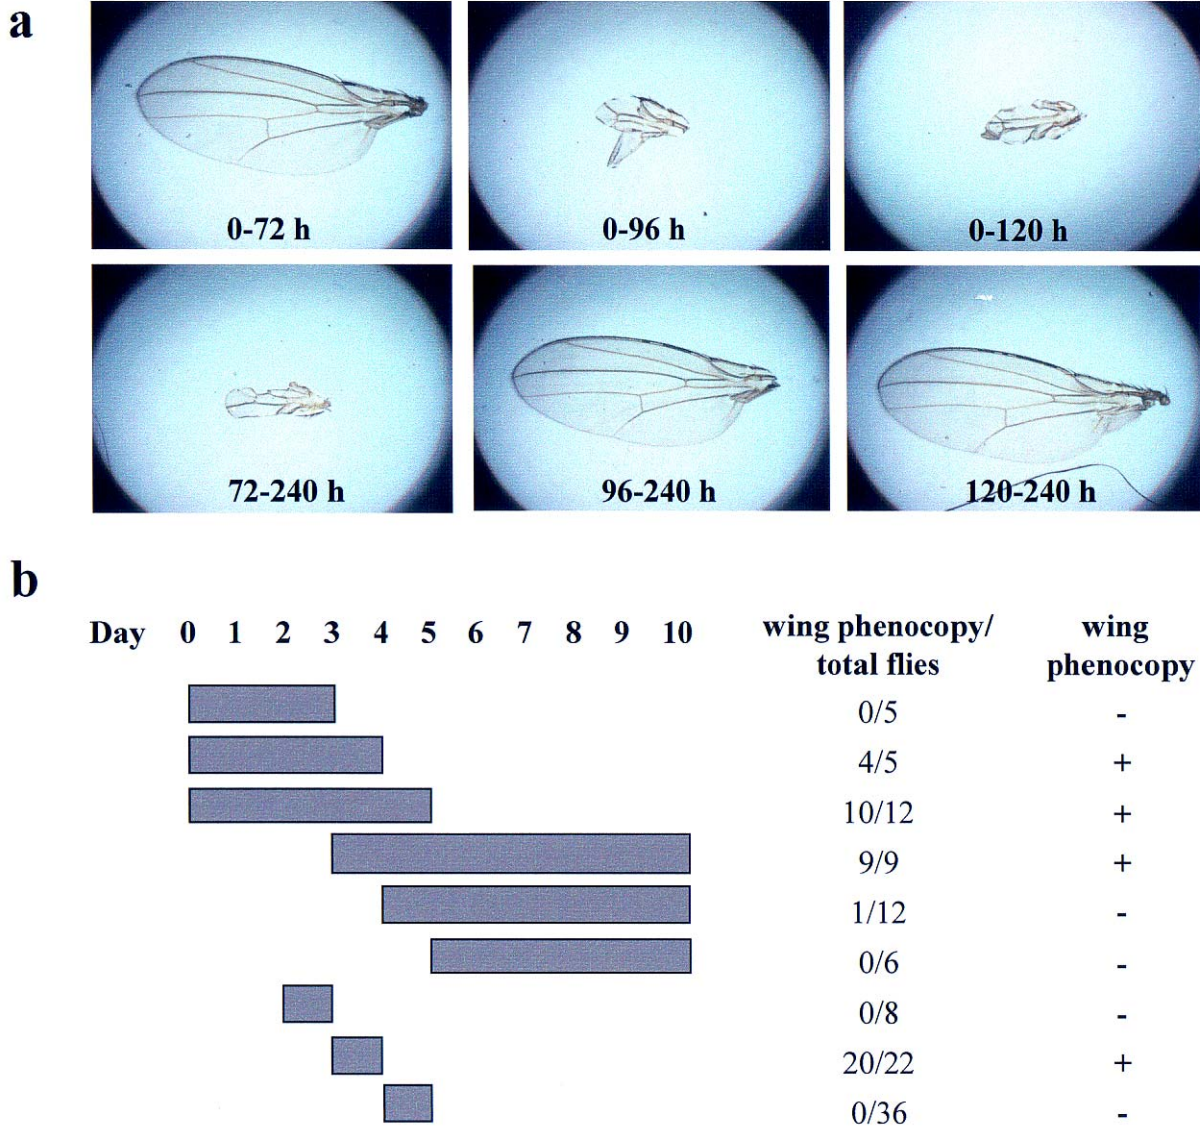 a
0-72 h
0-96 h
0-120 h
72-240 h
96-240 h
120-240 h
b
Day 0 1 2 3 4 5 6 7 8 9 10
wing phenocopy/
total flies
wing
phenocopy
0/5 -
4/5 +
10/12 +
9/9 +
1/12 -
0/6 -
0/8 -
20/22 +
0/36 -